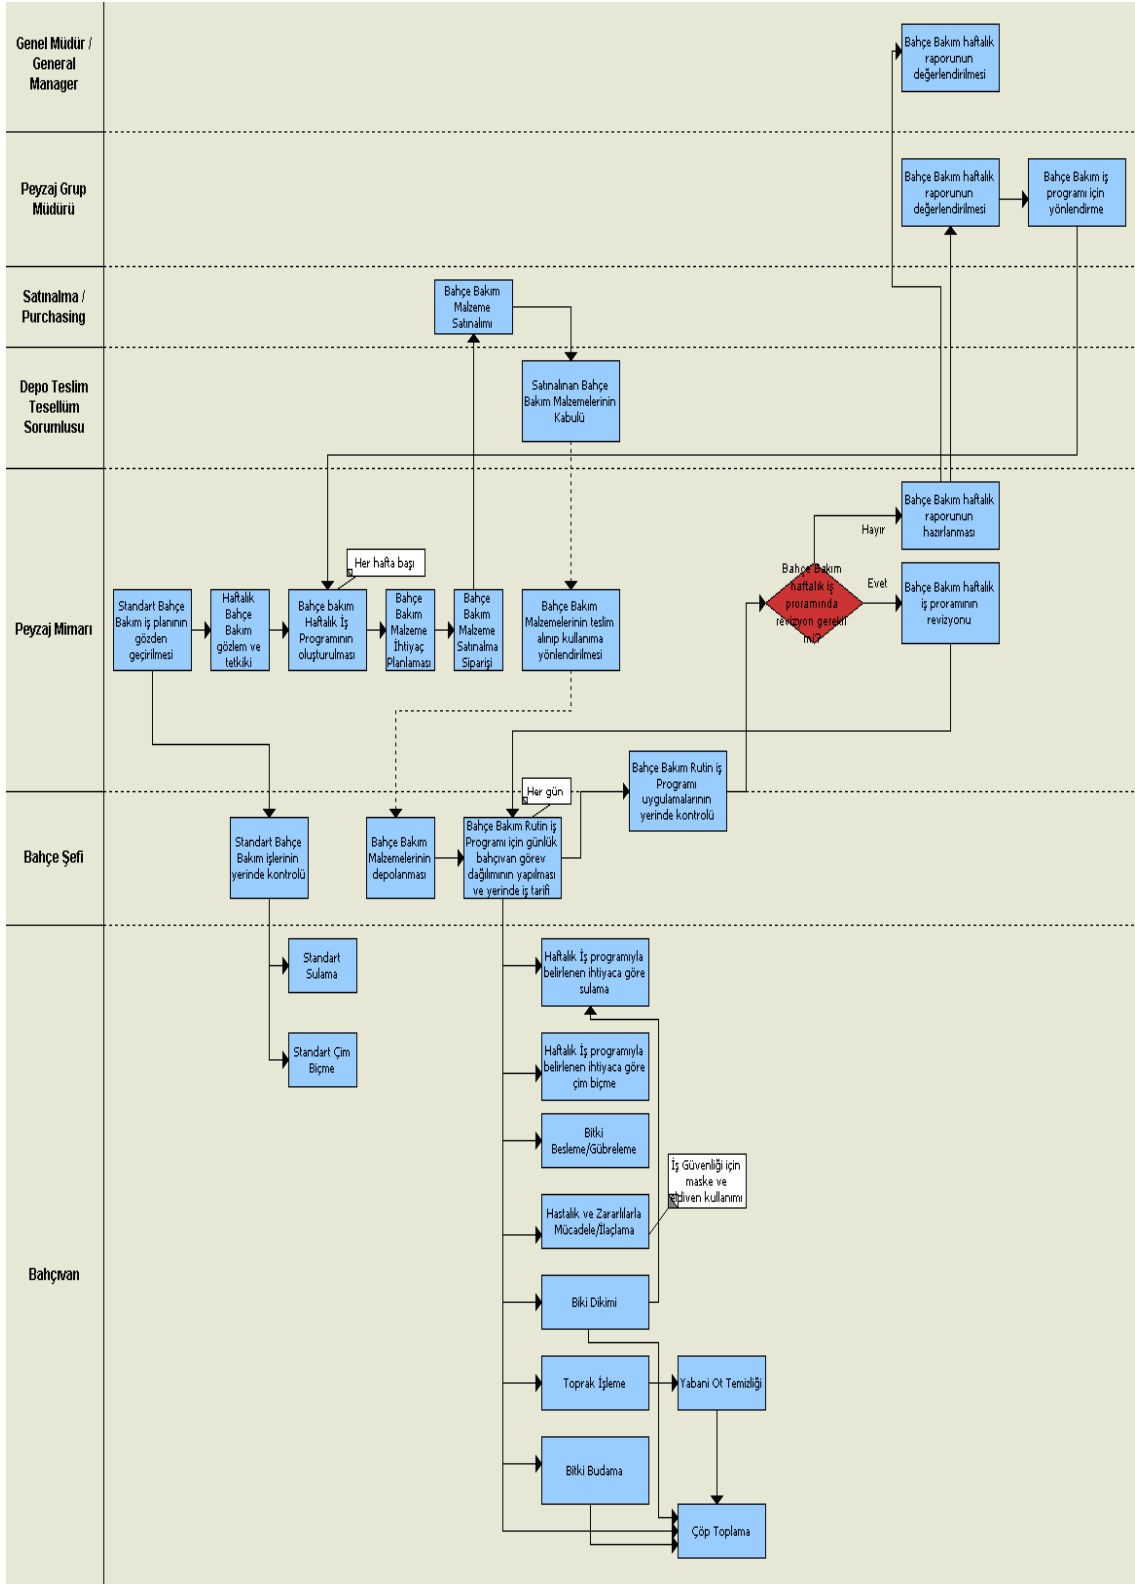 Genel Müdür /
General
Manager
Bahçe Bakım haftalık
raporunun
değerlendirilmesi
Peyzaj Grup
Müdürü
Bahçe Bakım haftalık
raporunun
değerlendirilmesi
Bahçe Bakım iş
programı için
yönlendirme
Satınalma /
Purchasing
Bahçe Bakım
Malzeme
Satınalımı
Depo Teslim
Tesellüm
Sorumlusu
Satınalınan Bahçe
Bakım Malzemelerinin
Kabulü
Peyzaj Mimarı
Bahçe Bakım haftalık
raporunun
hazırlanması
Hayır
Her hafta başı
Standart Bahçe
Bakım iş planının
gözden
geçirilmesi
Haftalık
Bahçe
Bakım
gözlem ve
tetkiki
Bahçe bakım
Haftalık İş
Programının
oluşturulması
Bahçe
Bakım
Malzeme
İhtiyaç
Planlaması
Bahçe
Bakım
Malzeme
Satınalma
Siparişi
Bahçe Bakım
Malzemelerinin teslim
alınıp kullanıma
yönlendirilmesi
Bahçe Bakım
haftalık iş
proramında
revizyon gerekli
mi?
Evet
Bahçe Bakım haftalık
iş proramının
revizyonu
Bahçe Bakım Rutin iş
Programı
uygulamalarının
yerinde kontrolü
Her gün
Bahçe Şefi
Standart Bahçe
Bakım işlerinin
yerinde kontrolü
Bahçe Bakım
Malzemelerinin
depolanması
Bahçe Bakım Rutin iş
Programı için günlük
bahçıvan görev
dağılımının yapılması
ve yerinde iş tarifi
Bahçıvan
Standart
Sulama
Standart Çim
Biçme
Haftalık İş programıyla
belirlenen ihtiyaca göre
sulama
Haftalık İş programıyla
belirlenen ihtiyaca göre
çim biçme
Bitki
Besleme/Gübreleme
İş Güvenliği için
maske ve
eldiven kullanımı
Hastalık ve Zararlılarla
Mücadele/İlaçlama
Biki Dikimi
Toprak İşleme
Yabani Ot Temizliği
Bitki Budama
Çöp Toplama